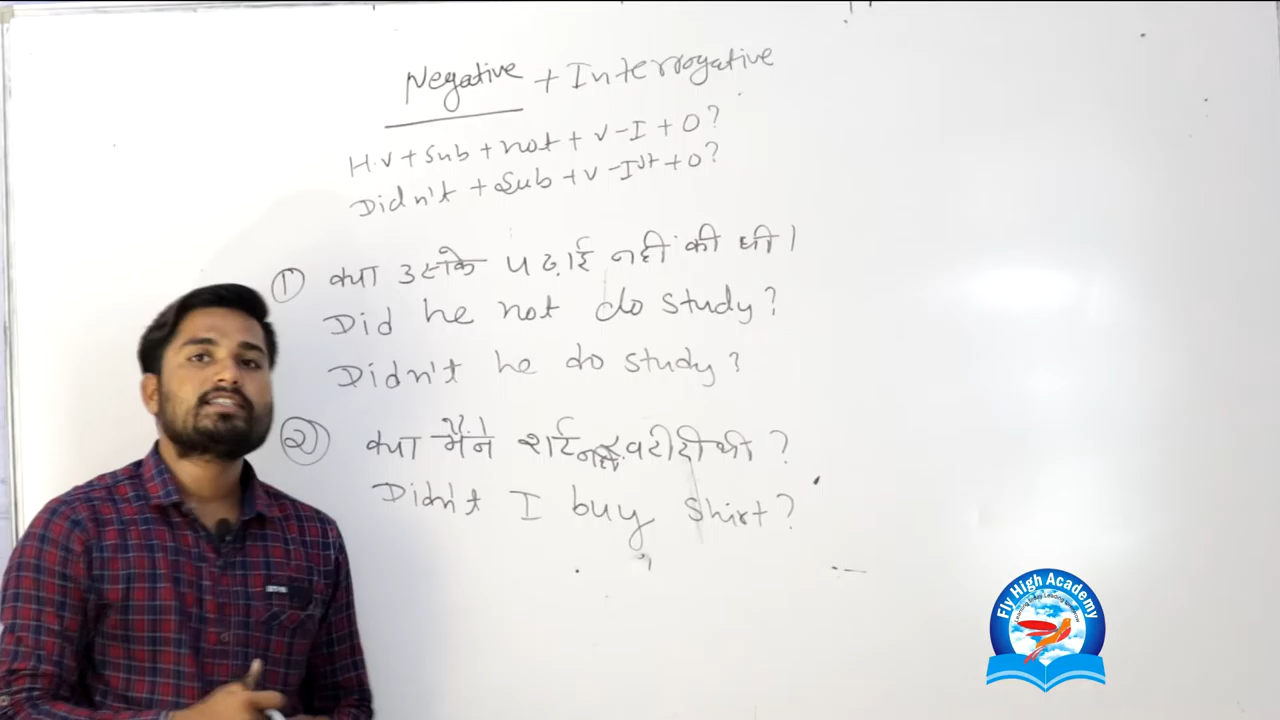 Negative + Interrogative
H.V + Sub + not + V-I + O?
Didn't + Sub + V-Ist + O?
① क्या उसके पढ़ाई नहीं की थी।
Did he not do study?
Didn't he do study?
② क्या मैंने शर्ट नहीं खरीदी थी?
Didn't I buy Shirt?
Fly High Academy